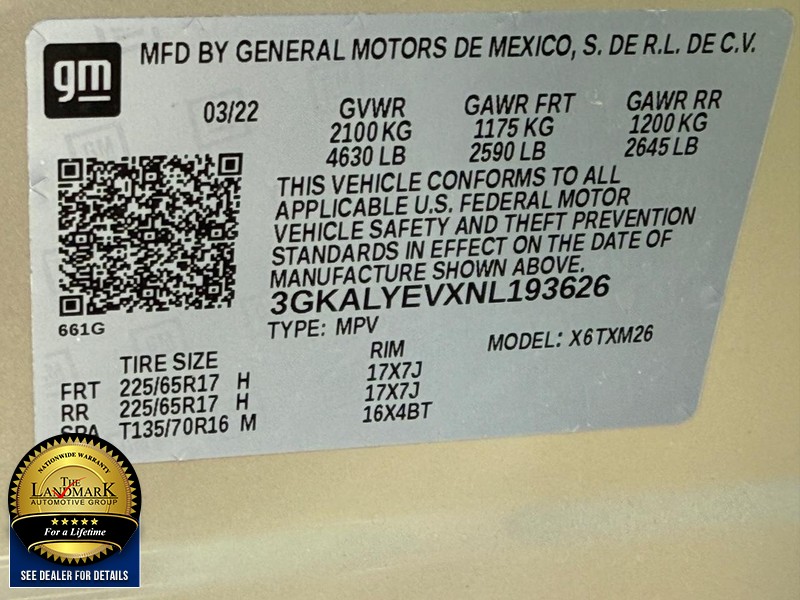 gm
MFD BY GENERAL MOTORS DE MEXICO, S. DE R.L. DE C.V.
03/22 GVWR GAWR FRT GAWR RR
2100 KG 1175 KG 1200 KG
4630 LB 2590 LB 2645 LB
THIS VEHICLE CONFORMS TO ALL
APPLICABLE U.S. FEDERAL MOTOR
VEHICLE SAFETY AND THEFT PREVENTION
STANDARDS IN EFFECT ON THE DATE OF
MANUFACTURE SHOWN ABOVE.
3GKALYEVXNL193626
661G
TYPE: MPV MODEL: X6TXM26
TIRE SIZE RIM
FRT 225/65R17 H 17X7J
RR 225/65R17 H 17X7J
SPA T135/70R16 M 16X4BT
NATIONWIDE WARRANTY
THE
LANDMARK
AUTOMOTIVE GROUP
For a Lifetime
SEE DEALER FOR DETAILS